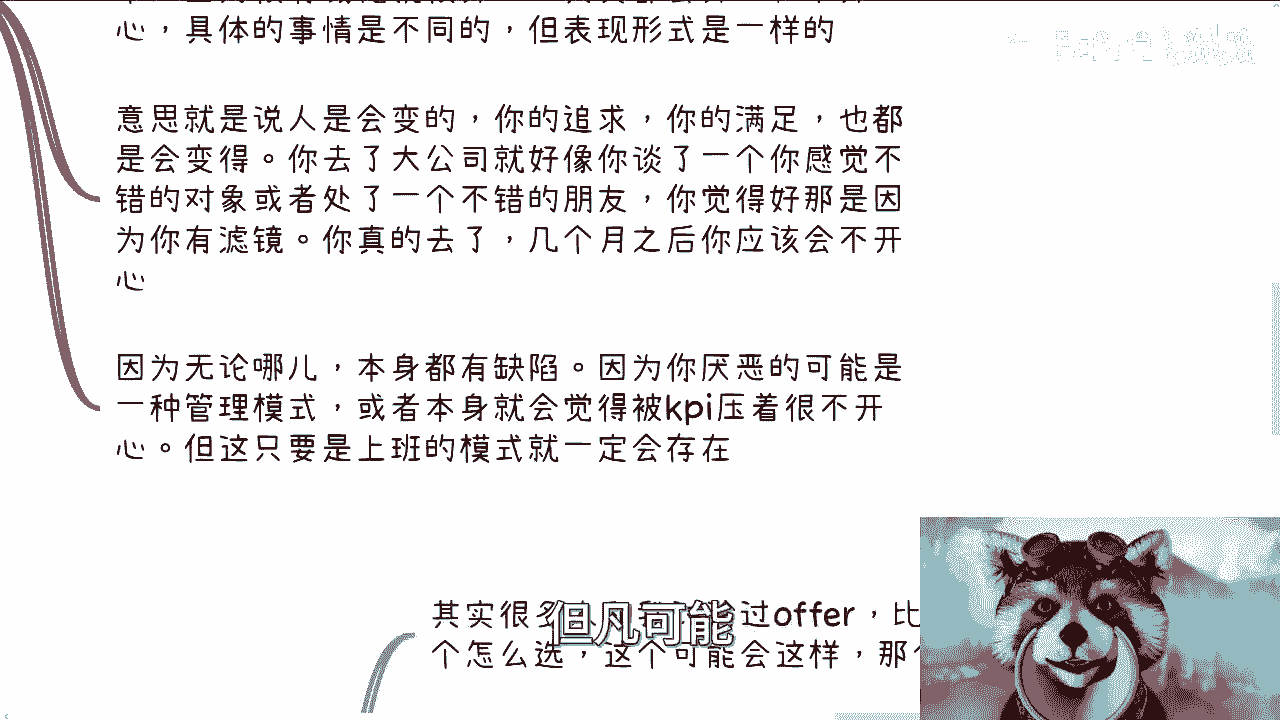 心，具体的事情是不同的，但表现形式是一样的
意思就是说人是会变的，你的追求，你的满足，也都
是会变得。你去了大公司就好像你谈了一个你感觉不
错的对象或者处了一个不错的朋友，你觉得好那是因
为你有滤镜。你真的去了，几个月之后你应该会不开
心
因为无论哪儿，本身都有缺陷。因为你厌恶的可能是
一种管理模式，或者本身就会觉得被kpi压着很不开
心。但这只要是上班的模式就一定会存在
其实很多 过offer，比
个怎么选，这个可能会这样，那
但凡可能